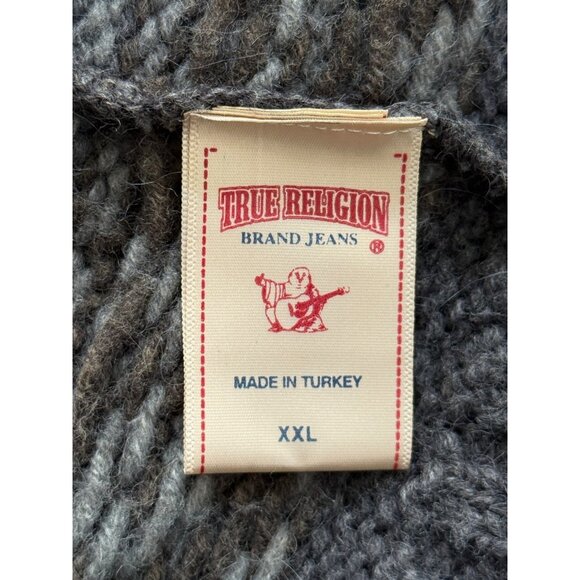 TRUE RELIGION
BRAND JEANS ®
MADE IN TURKEY
XXL